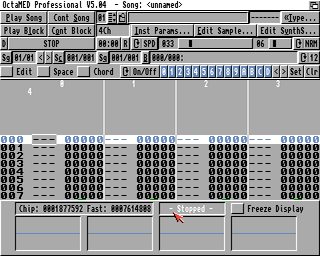 OctaMED Professional V5.04 - Song: <unnamed>
Play Song Cont Song 01 «Type...
Play Block Cont Block 4Ch Inst Params... Edit Sample... Edit SynthS...
D STOP 00:00 R SPD 033 06 NRM
Sg 01/01 < > Sc 001/001 Sg 001/001 B 000/000: 12
Edit Space Chord On/Off 0 1 2 3 4 5 6 7 8 9 A B C D E F < > Set Clr
4 0 1 2 3
000 --- 00000 --- 00000 --- 00000 --- 00000
001 --- 00000 --- 00000 --- 00000 --- 00000
002 --- 00000 --- 00000 --- 00000 --- 00000
003 --- 00000 --- 00000 --- 00000 --- 00000
004 --- 00000 --- 00000 --- 00000 --- 00000
005 --- 00000 --- 00000 --- 00000 --- 00000
006 --- 00000 --- 00000 --- 00000 --- 00000
007 --- 00000 --- 00000 --- 00000 --- 00000
Chip: 0001877592 Fast: 0007614808 - Stopped - Freeze Display